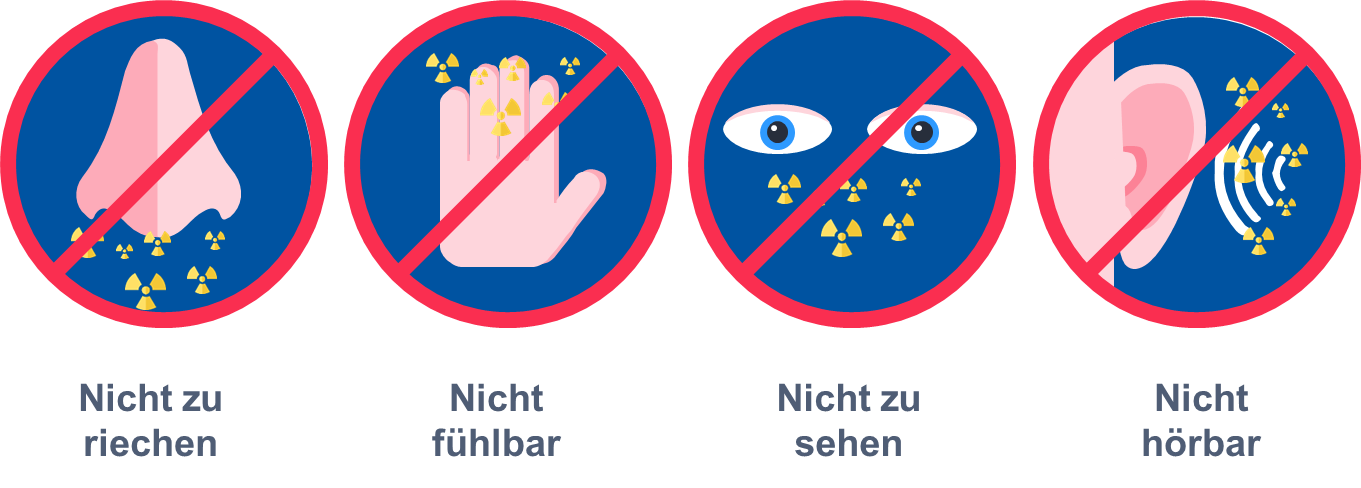 Nicht zu
riechen
Nicht
fühlbar
Nicht zu
sehen
Nicht
hörbar